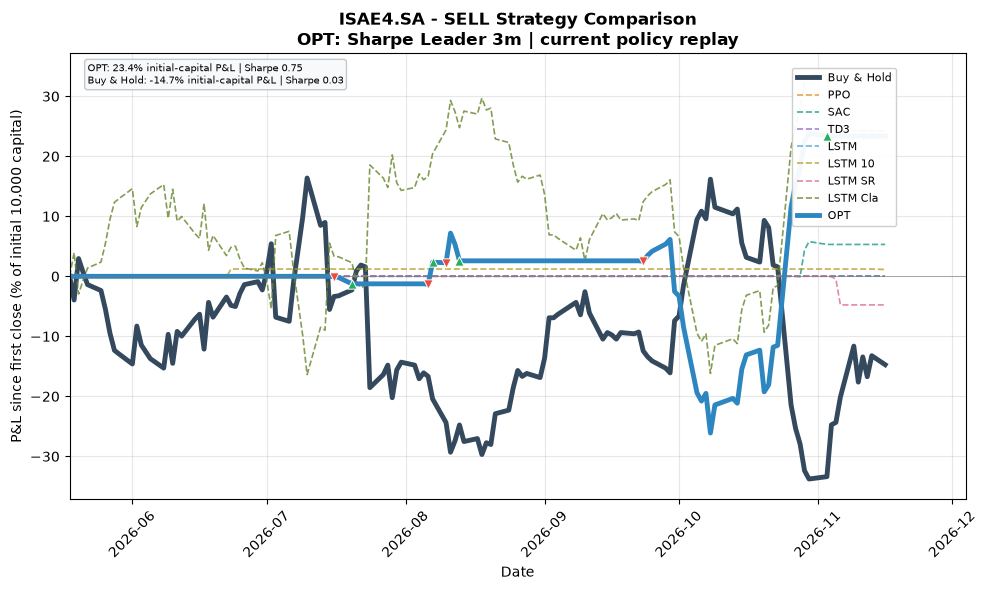 ISAE4.SA - SELL Strategy Comparison
OPT: Sharpe Leader 3m | current policy replay
OPT: 23.4% initial-capital P&L | Sharpe 0.75
Buy & Hold: -14.7% initial-capital P&L | Sharpe 0.03
Buy & Hold
PPO
SAC
TD3
LSTM
LSTM 10
LSTM SR
LSTM Cla
OPT
P&L since first close (% of initial 10,000 capital)
30
20
10
0
−10
−20
−30
2026-06
2026-07
2026-08
2026-09
2026-10
2026-11
2026-12
Date